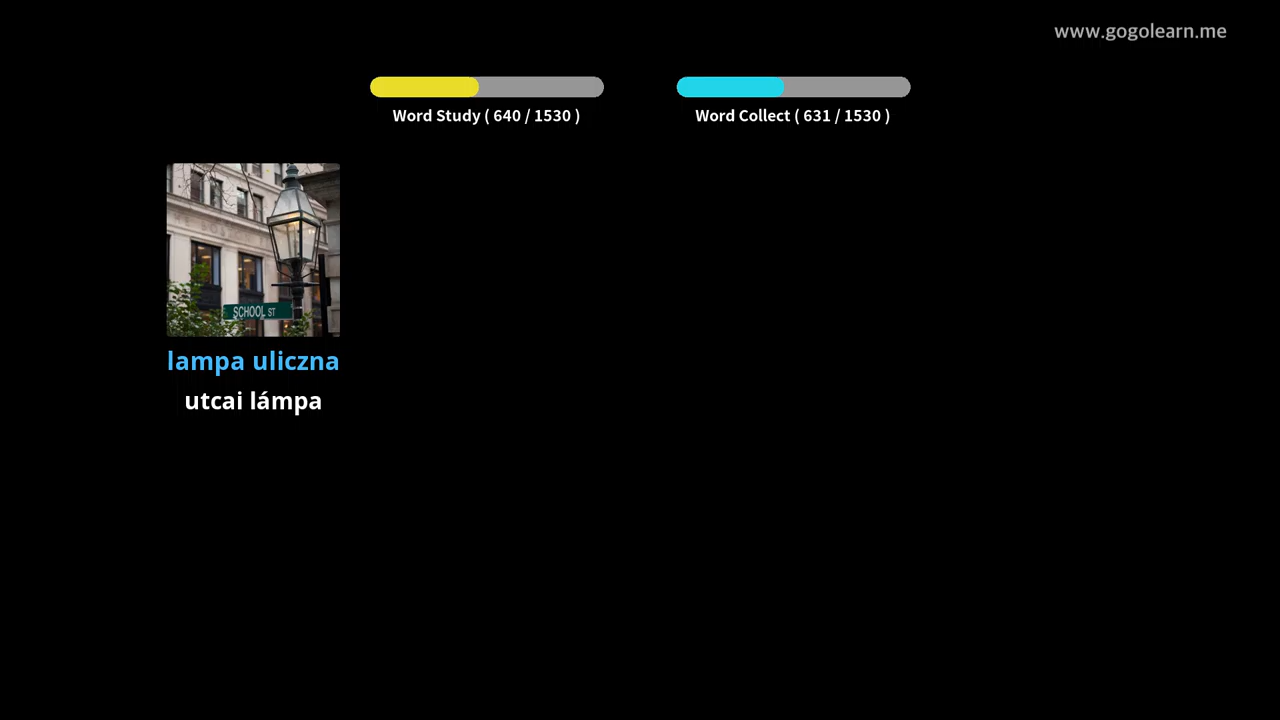 www.gogolearn.me
Word Study ( 640 / 1530 )
Word Collect ( 631 / 1530 )
SCHOOL ST
lampa uliczna
utcai lámpa